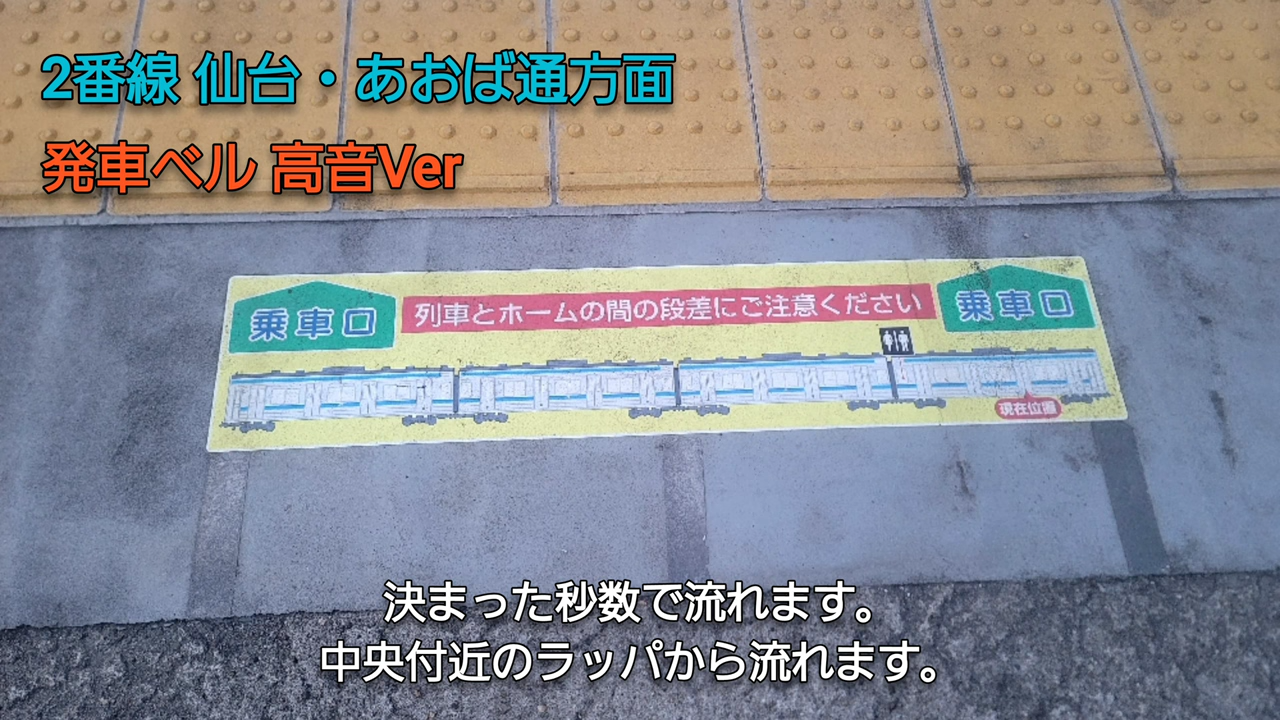 2番線 仙台・あおば通方面
発車ベル 高音Ver
乗車口
列車とホームの間の段差にご注意ください
乗車口
現在位置
決まった秒数で流れます。
中央付近のラッパから流れます。